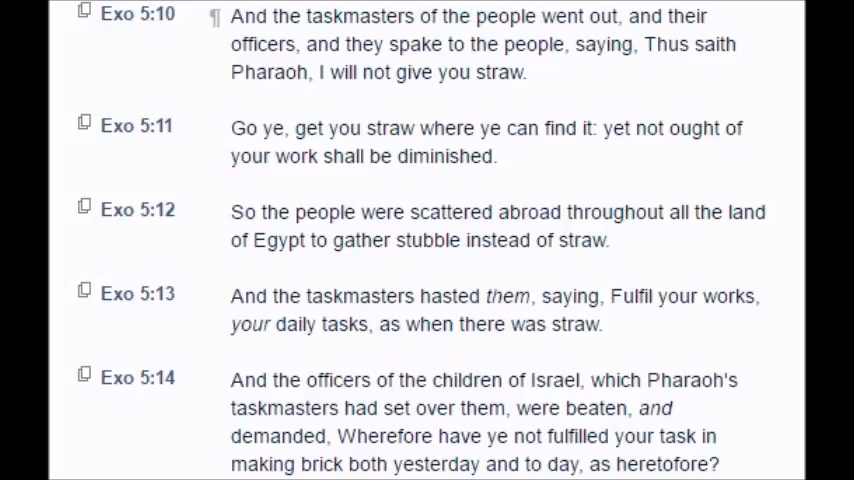 Exo 5:10 ¶ And the taskmasters of the people went out, and their
officers, and they spake to the people, saying, Thus saith
Pharaoh, I will not give you straw.
Exo 5:11 Go ye, get you straw where ye can find it: yet not ought of
your work shall be diminished.
Exo 5:12 So the people were scattered abroad throughout all the land
of Egypt to gather stubble instead of straw.
Exo 5:13 And the taskmasters hasted them, saying, Fulfil your works,
your daily tasks, as when there was straw.
Exo 5:14 And the officers of the children of Israel, which Pharaoh's
taskmasters had set over them, were beaten, and
demanded, Wherefore have ye not fulfilled your task in
making brick both yesterday and to day, as heretofore?